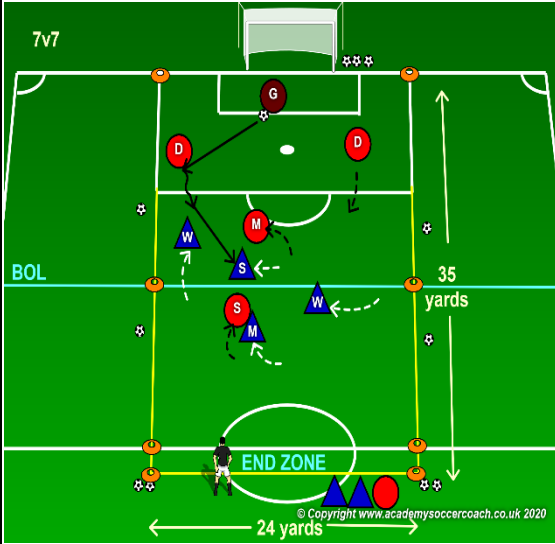 7v7
G
D
D
M
W
S
BOL
W
35
yards
S
M
END ZONE
© Copyright www.academysoccercoach.co.uk 2020
24 yards